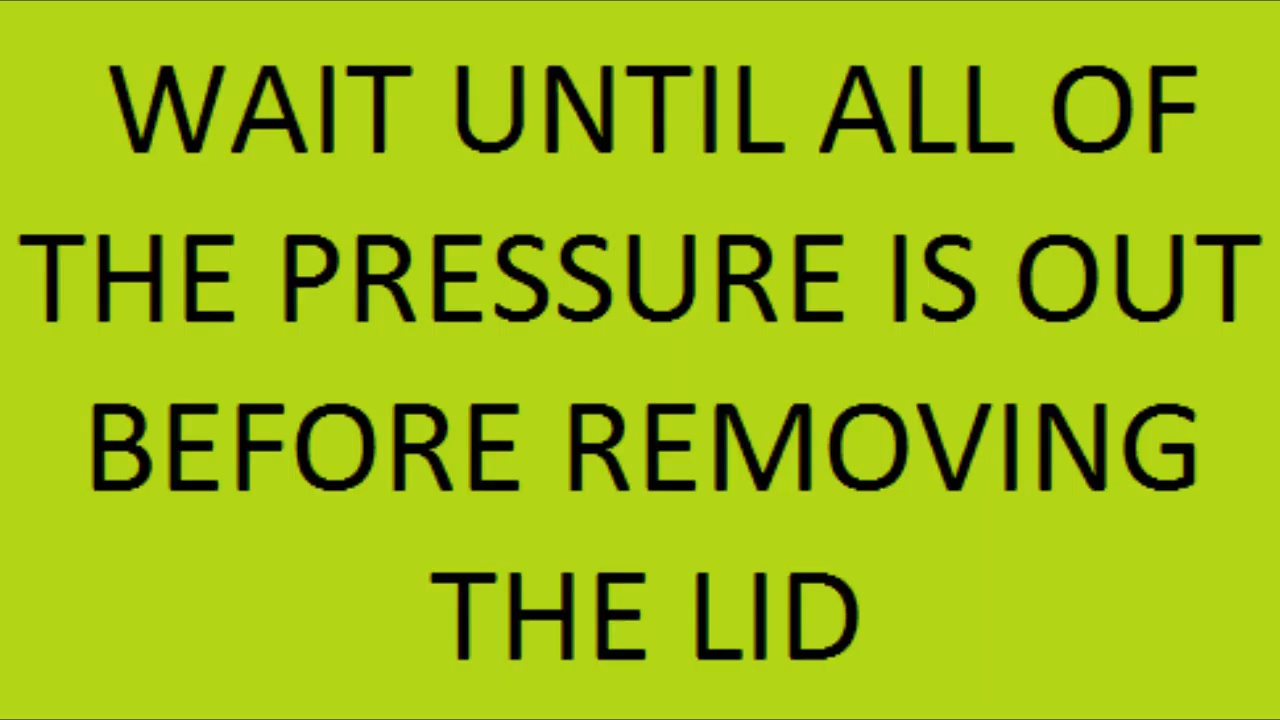 WAIT UNTIL ALL OF
THE PRESSURE IS OUT
BEFORE REMOVING
THE LID